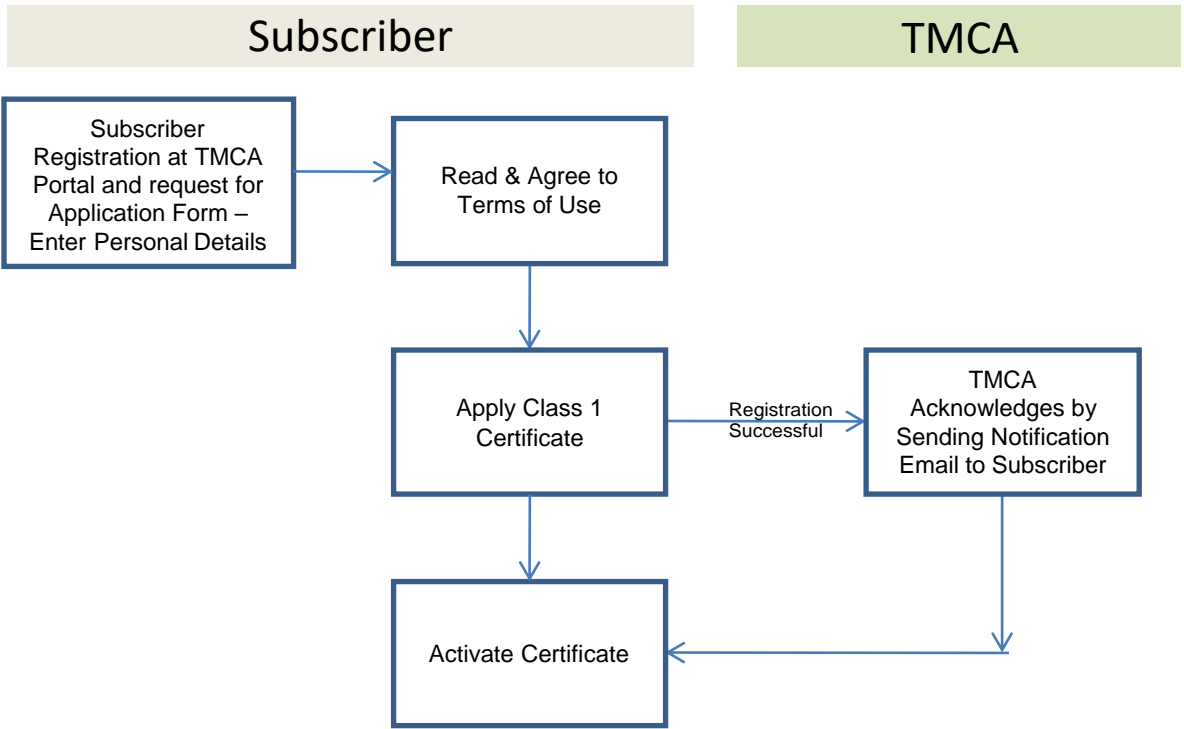 Subscriber
TMCA
Subscriber
Registration at TMCA
Portal and request for
Application Form –
Enter Personal Details
Read & Agree to
Terms of Use
Apply Class 1
Certificate
Registration
Successful
TMCA
Acknowledges by
Sending Notification
Email to Subscriber
Activate Certificate